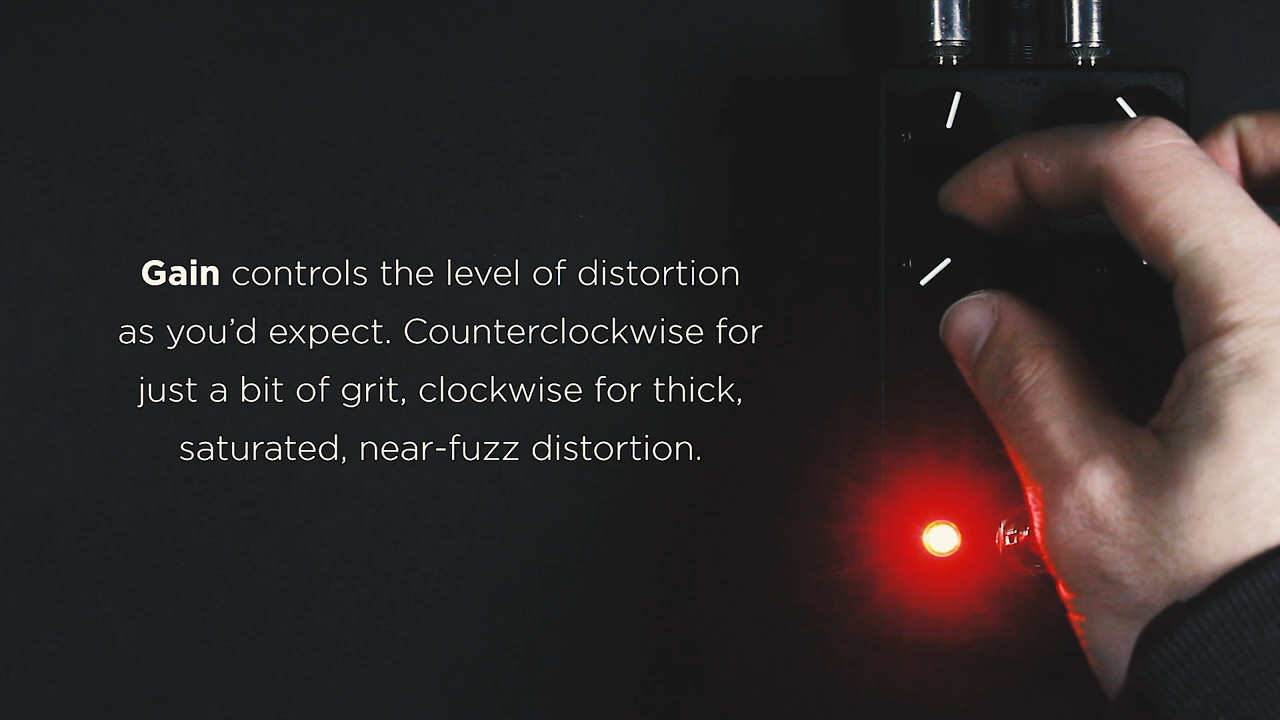 Gain controls the level of distortion
as you’d expect. Counterclockwise for
just a bit of grit, clockwise for thick,
saturated, near-fuzz distortion.